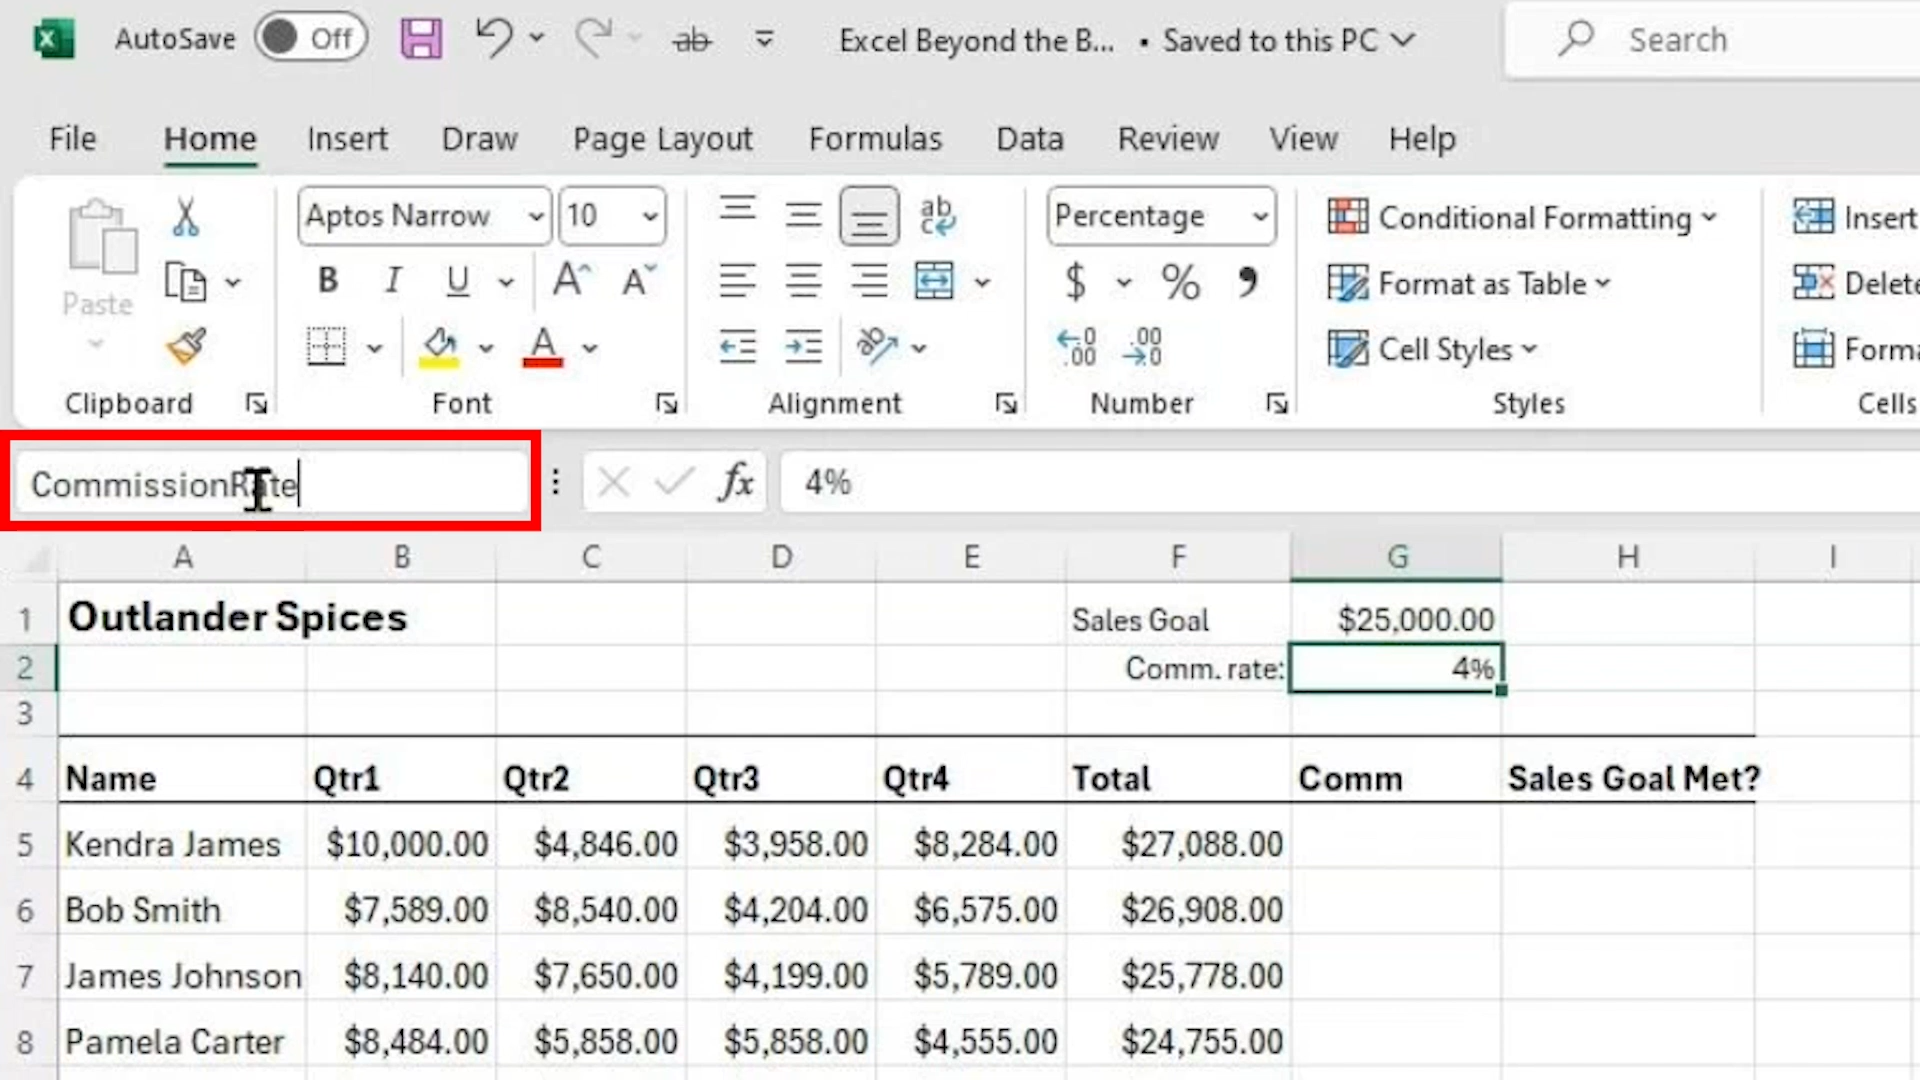 AutoSave Off Excel Beyond the B... • Saved to this PC Search
File Home Insert Draw Page Layout Formulas Data Review View Help
Paste Aptos Narrow 10 ab Percentage Conditional Formatting Insert
B I U A A $ % , Format as Table Delete
A ab .00 .00 Cell Styles Forma
Clipboard Font Alignment Number Styles Cells
CommissionRate fx 4%
A B C D E F G H I
1 Outlander Spices Sales Goal $25,000.00
2 Comm. rate: 4%
3
4 Name Qtr1 Qtr2 Qtr3 Qtr4 Total Comm Sales Goal Met?
5 Kendra James $10,000.00 $4,846.00 $3,958.00 $8,284.00 $27,088.00
6 Bob Smith $7,589.00 $8,540.00 $4,204.00 $6,575.00 $26,908.00
7 James Johnson $8,140.00 $7,650.00 $4,199.00 $5,789.00 $25,778.00
8 Pamela Carter $8,484.00 $5,858.00 $5,858.00 $4,555.00 $24,755.00